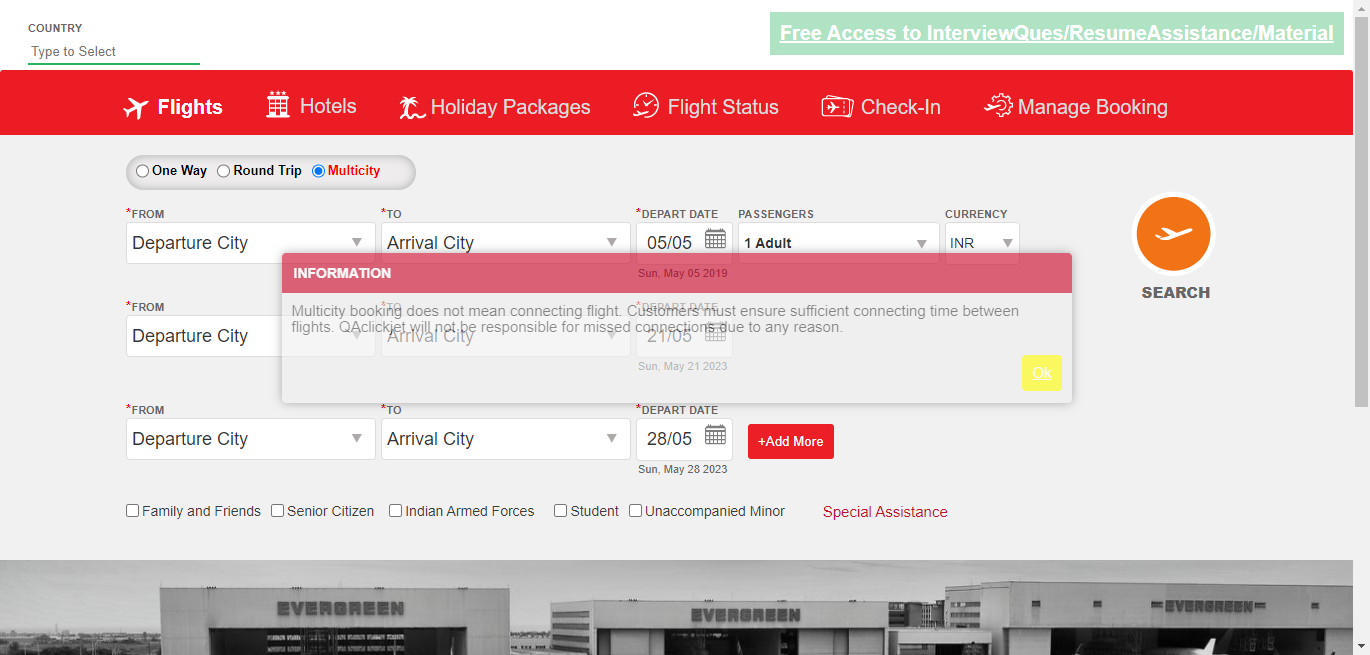 COUNTRY
Type to Select
Free Access to InterviewQues/ResumeAssistance/Material
Flights Hotels Holiday Packages Flight Status Check-In Manage Booking
One Way Round Trip Multicity
*FROM *TO *DEPART DATE PASSENGERS CURRENCY
Departure City Arrival City 05/05 1 Adult INR
Sun, May 05 2019
SEARCH
INFORMATION
Multicity booking does not mean connecting flight. Customers must ensure sufficient connecting time between
flights. QAclickjet will not be responsible for missed connections due to any reason.
Ok
*FROM *TO *DEPART DATE
Departure City Arrival City 21/05
Sun, May 21 2023
*FROM *TO *DEPART DATE
Departure City Arrival City 28/05 +Add More
Sun, May 28 2023
Family and Friends Senior Citizen Indian Armed Forces Student Unaccompanied Minor Special Assistance
EVERGREEN EVERGREEN EVERGREEN